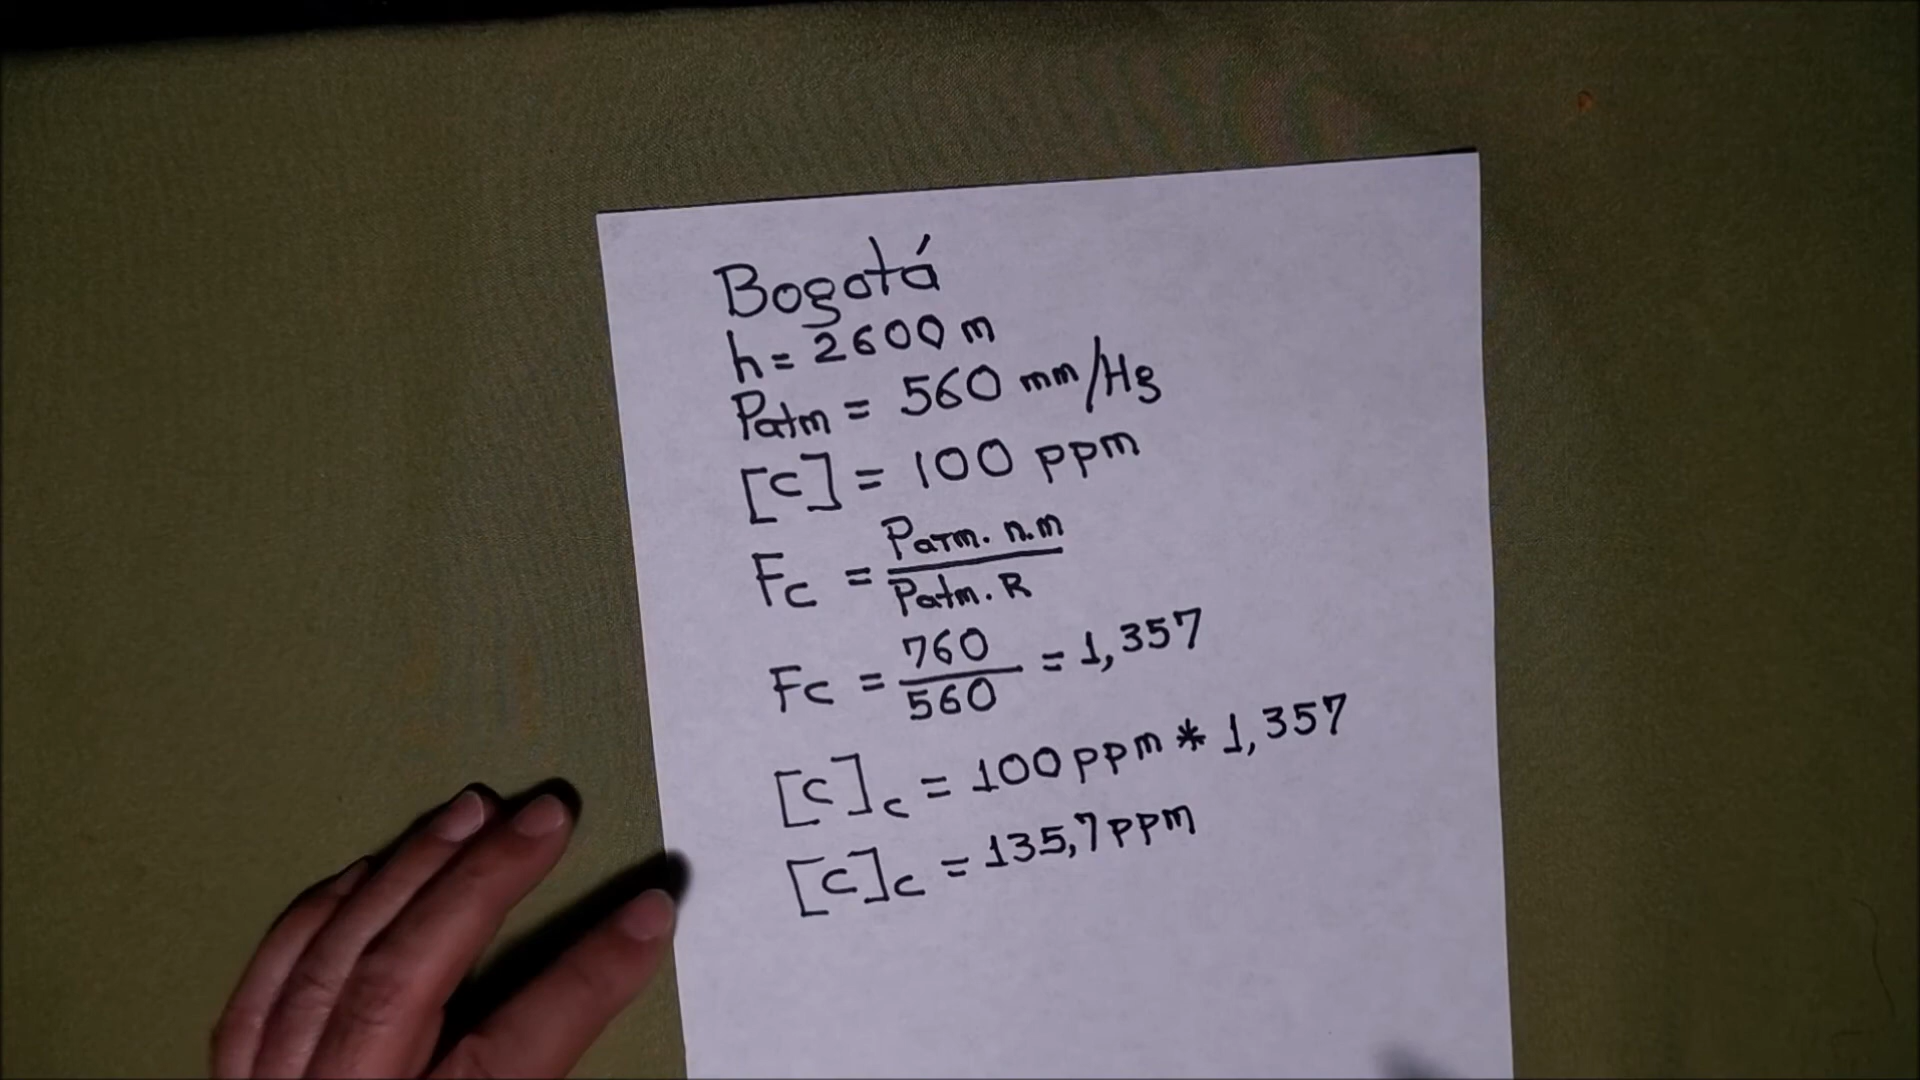 Bogotá
h = 2600 m
Patm = 560 mm/Hg
[c] = 100 ppm
Fc = Patm. n.m / Patm. R
Fc = 760 / 560 = 1,357
[c]c = 100 ppm * 1,357
[c]c = 135,7 ppm